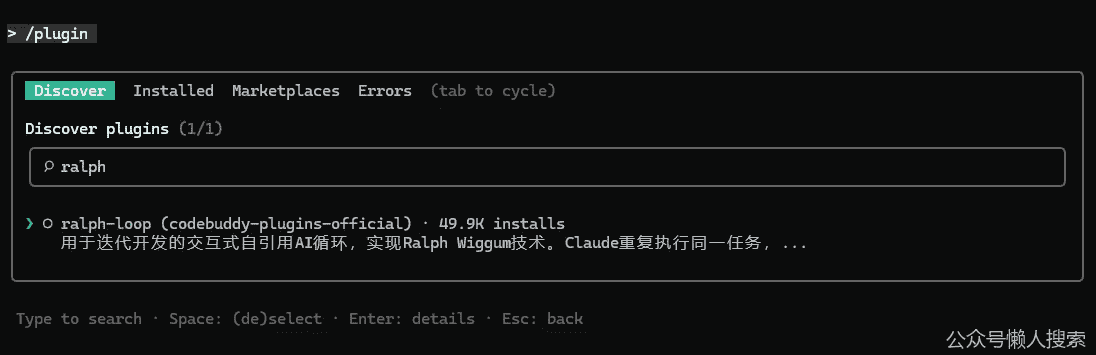 > /plugin
Discover Installed Marketplaces Errors (tab to cycle)
Discover plugins (1/1)
ralph
❯ ○ ralph-loop (codebuddy-plugins-official) · 49.9K installs
用于迭代开发的交互式自引用AI循环，实现Ralph Wiggum技术。Claude重复执行同一任务, ...
Type to search · Space: (de)select · Enter: details · Esc: back
公众号懒人搜索